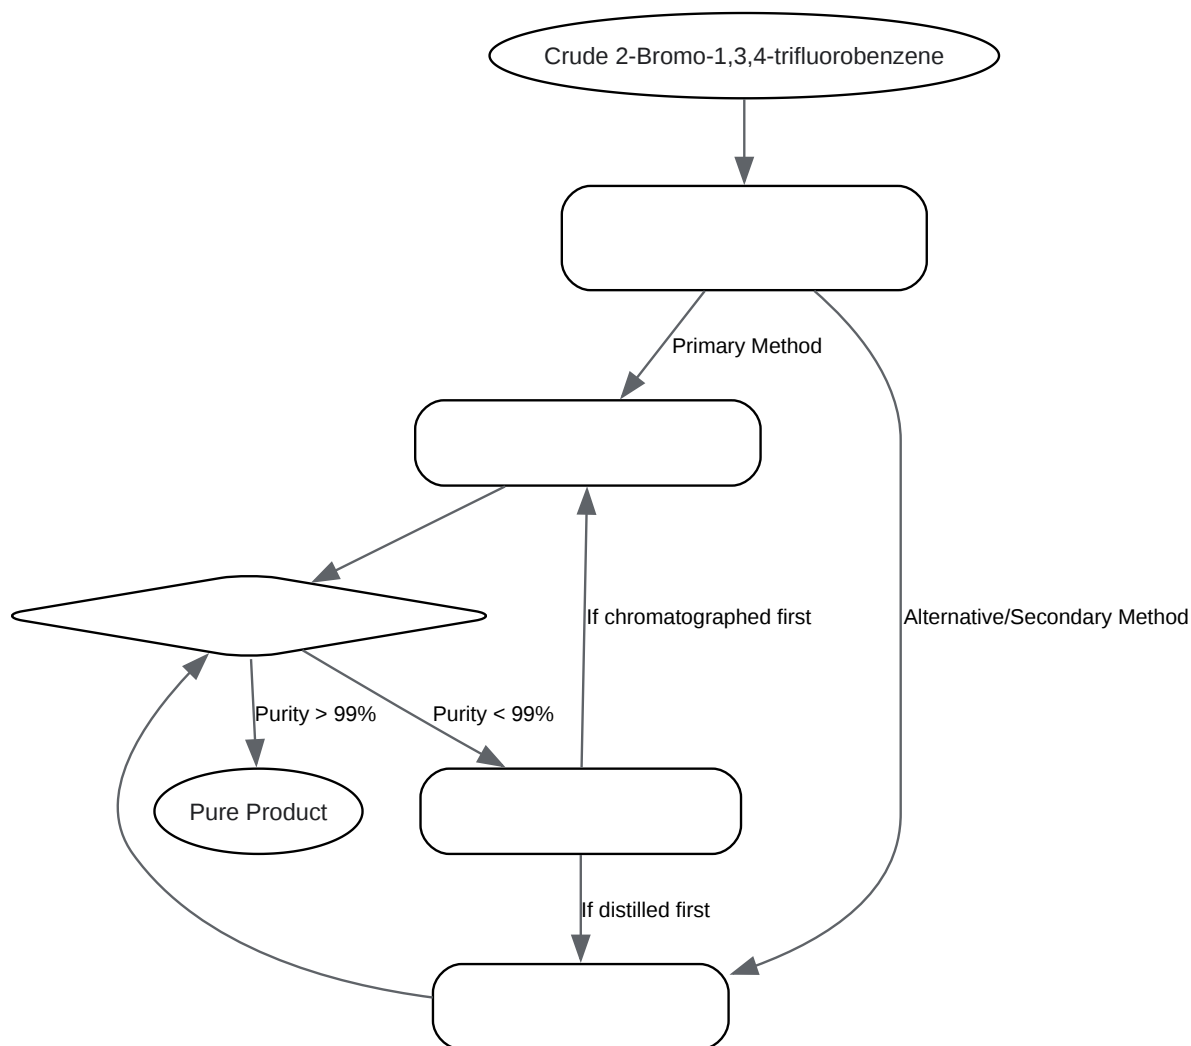 Crude 2-Bromo-1,3,4-trifluorobenzene
Primary Method
If chromatographed first
Alternative/Secondary Method
Purity > 99%
Purity < 99%
Pure Product
If distilled first